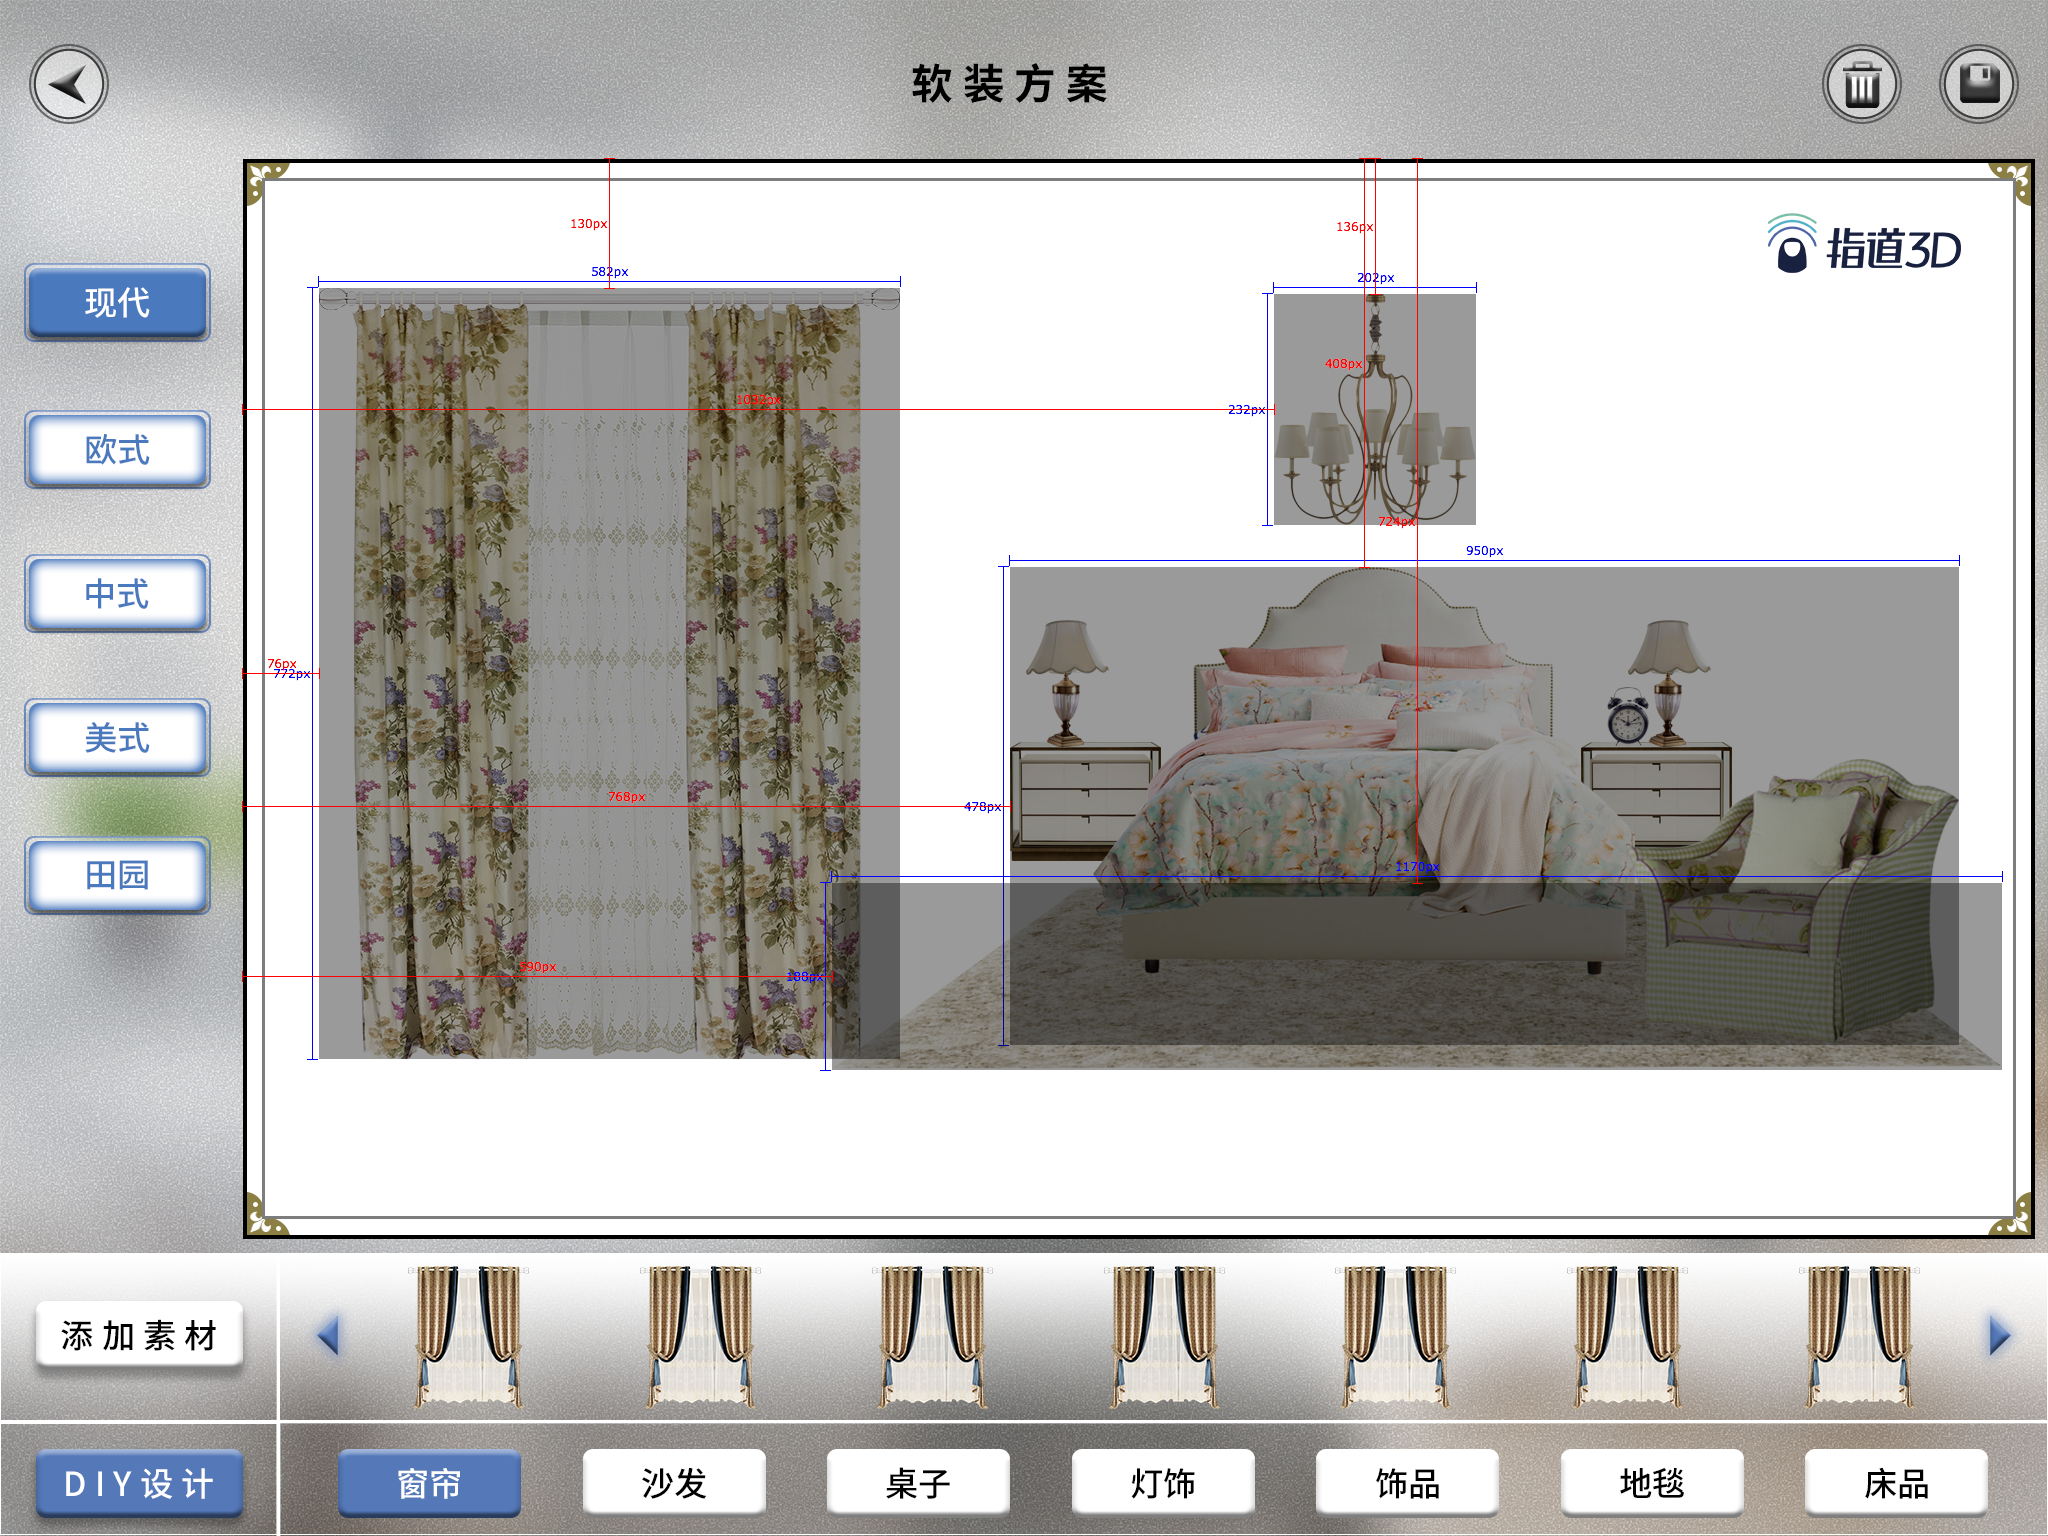 软装方案
130px
136px
指道3D
582px
202px
现代
408px
1032px
232px
欧式
724px
950px
中式
76px
772px
美式
768px
478px
1170px
田园
590px
188px
添加素材
DIY设计
窗帘
沙发
桌子
灯饰
饰品
地毯
床品